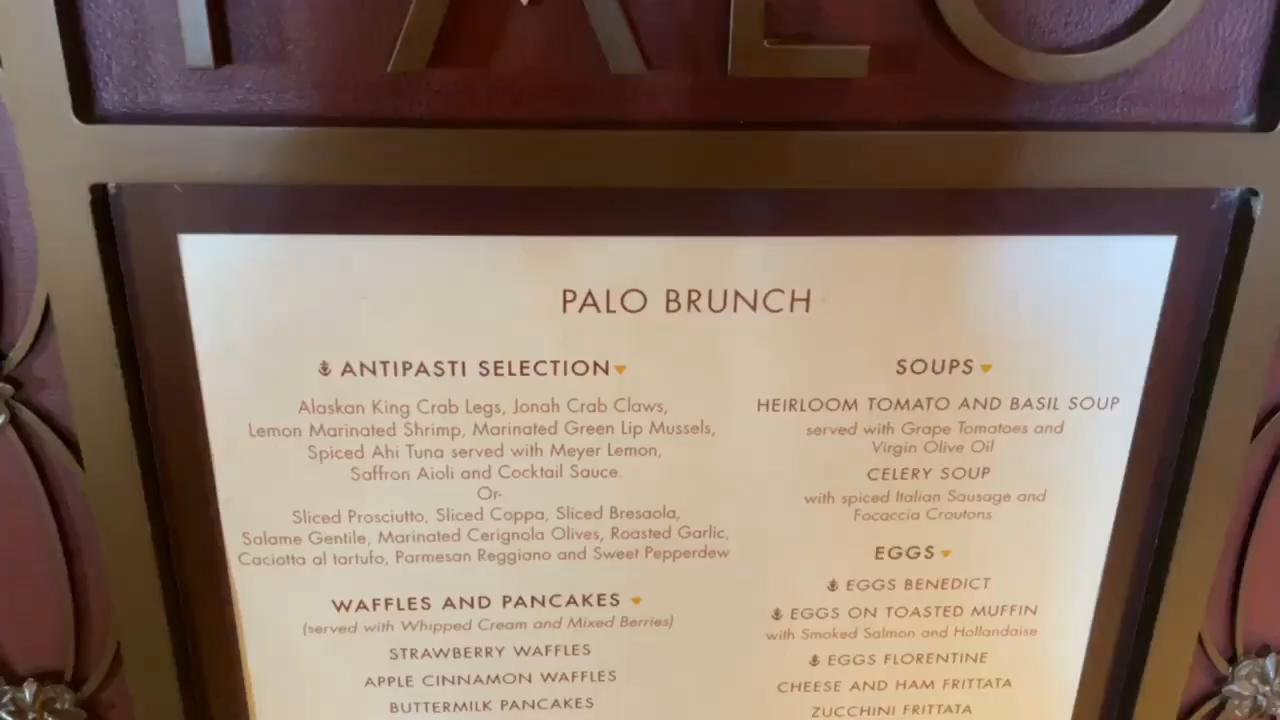 PALO
PALO BRUNCH
ANTIPASTI SELECTION
Alaskan King Crab Legs, Jonah Crab Claws,
Lemon Marinated Shrimp, Marinated Green Lip Mussels,
Spiced Ahi Tuna served with Meyer Lemon,
Saffron Aioli and Cocktail Sauce.
Or
Sliced Prosciutto, Sliced Coppa, Sliced Bresaola,
Salame Gentile, Marinated Cerignola Olives, Roasted Garlic,
Caciotta al tartufo, Parmesan Reggiano and Sweet Pepperdew
WAFFLES AND PANCAKES
(served with Whipped Cream and Mixed Berries)
STRAWBERRY WAFFLES
APPLE CINNAMON WAFFLES
BUTTERMILK PANCAKES
SOUPS
HEIRLOOM TOMATO AND BASIL SOUP
served with Grape Tomatoes and
Virgin Olive Oil
CELERY SOUP
with spiced Italian Sausage and
Focaccia Croutons
EGGS
EGGS BENEDICT
EGGS ON TOASTED MUFFIN
with Smoked Salmon and Hollandaise
EGGS FLORENTINE
CHEESE AND HAM FRITTATA
ZUCCHINI FRITTATA